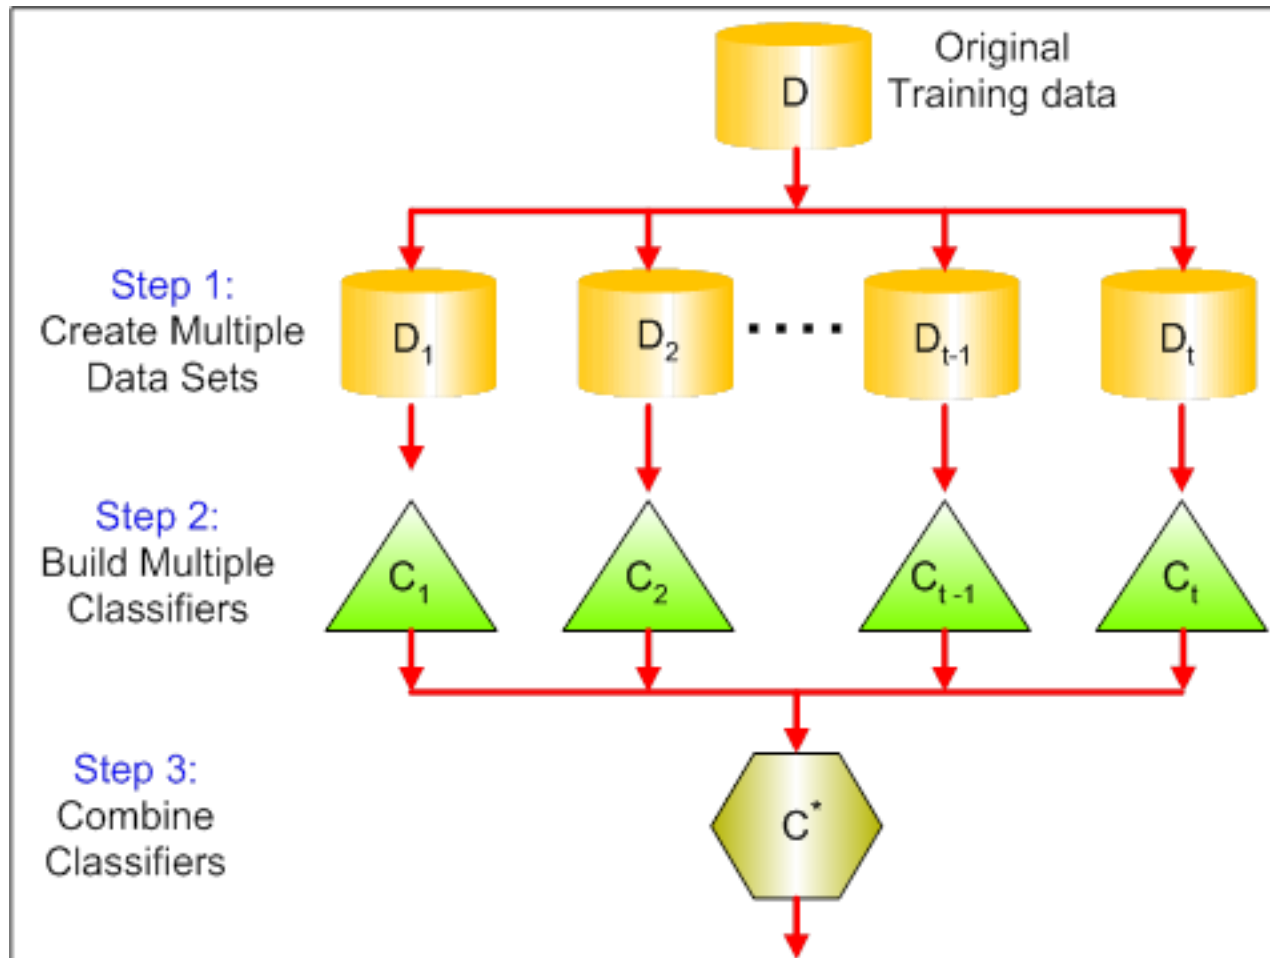 D
Original
Training data
Step 1:
Create Multiple
Data Sets
D₁
D₂
....
Dₜ₋₁
Dₜ
Step 2:
Build Multiple
Classifiers
C₁
C₂
Cₜ₋₁
Cₜ
Step 3:
Combine
Classifiers
C*